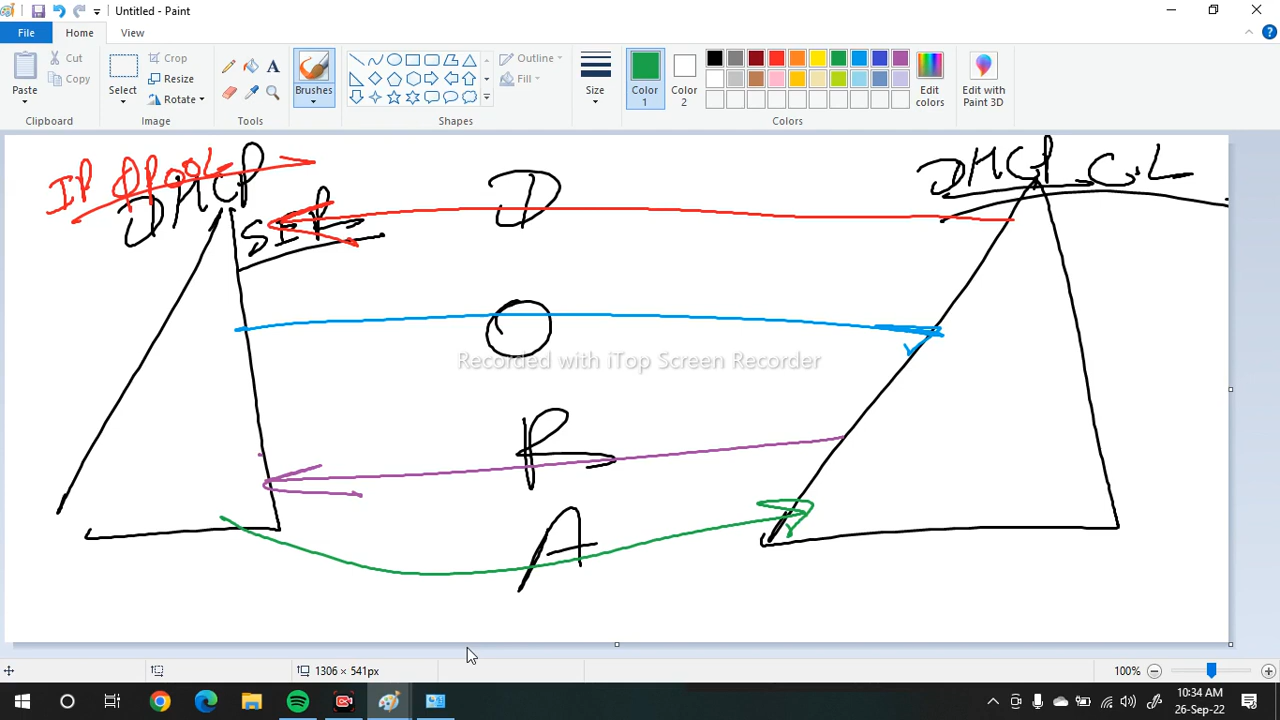 Untitled - Paint
File Home View
Cut
Copy
Paste
Clipboard
Select
Crop
Resize
Rotate
Image
Tools
Brushes
Outline
Fill
Shapes
Size
Color 1
Color 2
Edit colors
Colors
Edit with Paint 3D
IP
DHCP
D
DHCP CL
O
Recorded with iTop Screen Recorder
R
A
1306 × 541px
100%
10:34 AM
26-Sep-22